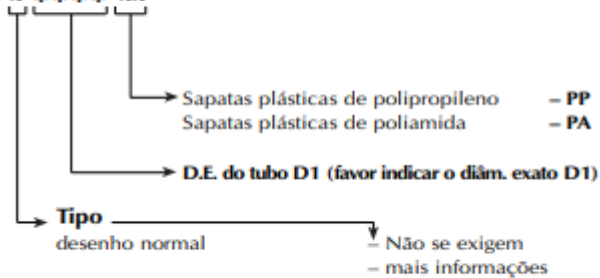 Sapatas plásticas de polipropileno – PP
Sapatas plásticas de poliamida – PA
D.E. do tubo D1 (favor indicar o diâm. exato D1)
Tipo
desenho normal – Não se exigem
– mais informações